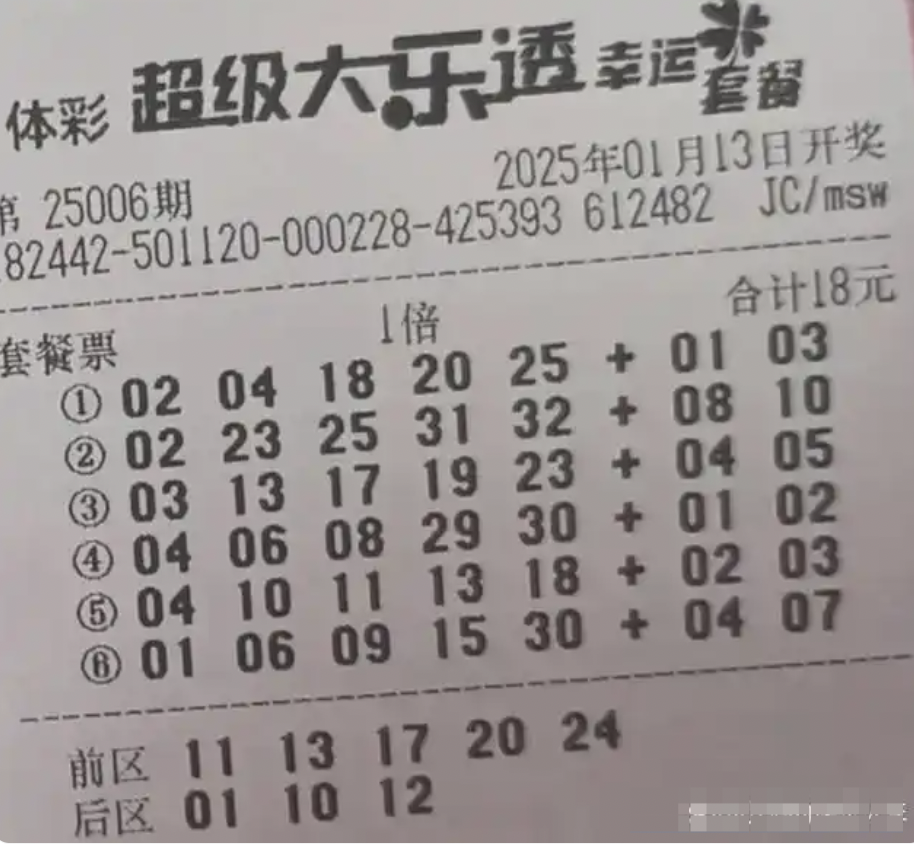 体彩 超级大乐透 幸运套餐
第 25006期 2025年01月13日开奖
82442-501120-000228-425393 612482 JC/msw
套餐票 1倍 合计18元
① 02 04 18 20 25 + 01 03
② 02 23 25 31 32 + 08 10
③ 03 13 17 19 23 + 04 05
④ 04 06 08 29 30 + 01 02
⑤ 04 10 11 13 18 + 02 03
⑥ 01 06 09 15 30 + 04 07
前区 11 13 17 20 24
后区 01 10 12